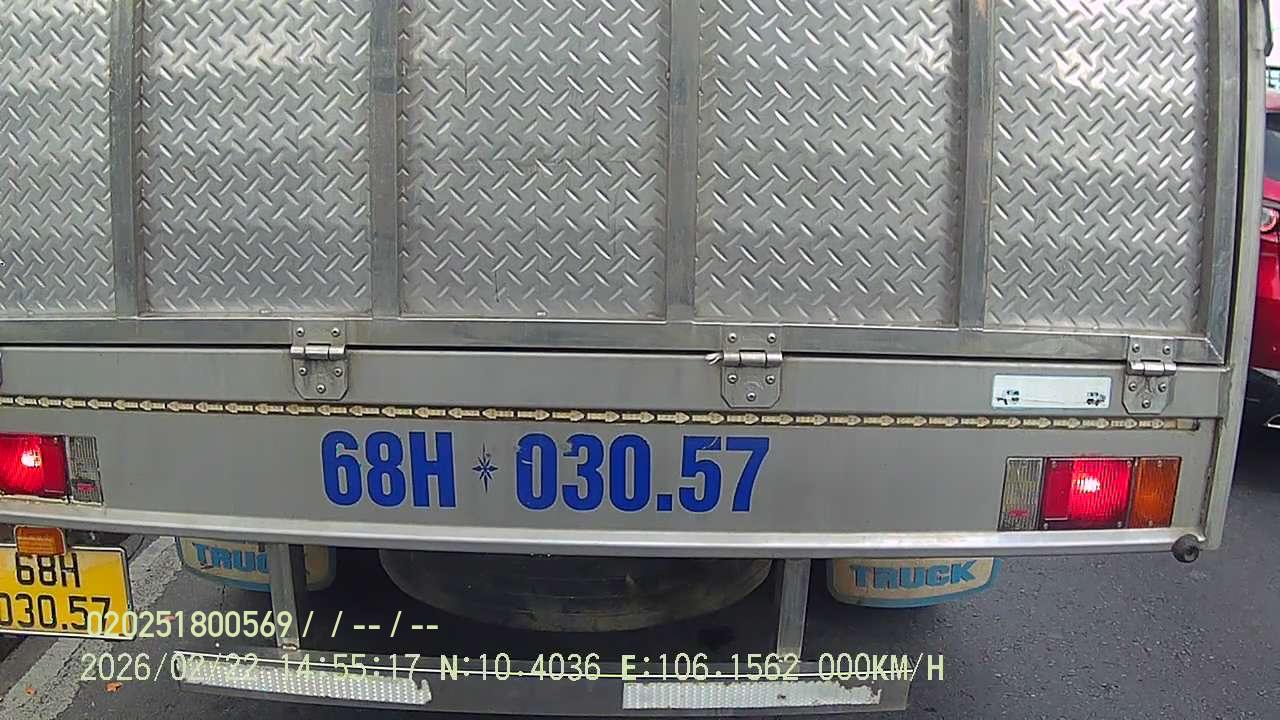 68H 030.57
TRUCK
TRUCK
68H
030.57
020251800569 / / -- / --
2026/02/22 14:55:17 N:10.4036 E:106.1562 000KM/H